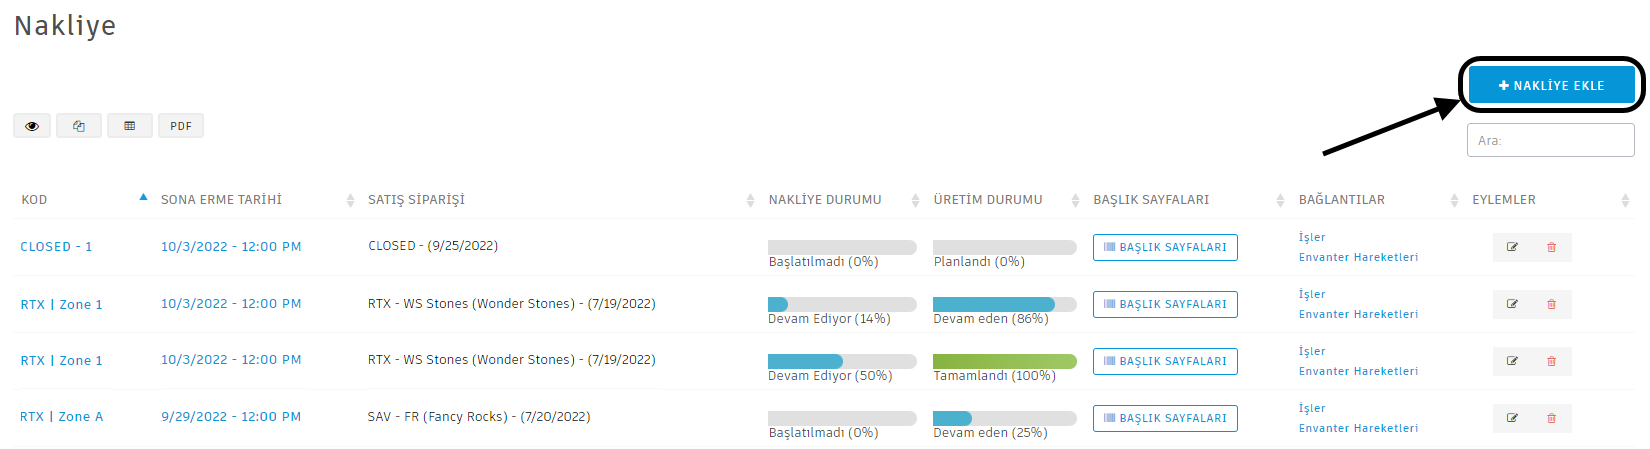 Nakliye
NAKLİYE EKLE
PDF
Ara:
KOD SONA ERME TARİHİ SATIŞ SİPARİŞİ NAKLİYE DURUMU ÜRETİM DURUMU BAŞLIK SAYFALARI BAĞLANTILAR EYLEMLER
CLOSED - 1 10/3/2022 - 12:00 PM CLOSED - (9/25/2022) BAŞLIK SAYFALARI İşler
Başlatılmadı (0%) Planlandı (0%) Envanter Hareketleri
RTX | Zone 1 10/3/2022 - 12:00 PM RTX - WS Stones (Wonder Stones) - (7/19/2022) BAŞLIK SAYFALARI İşler
Devam Ediyor (14%) Devam eden (86%) Envanter Hareketleri
RTX | Zone 1 10/3/2022 - 12:00 PM RTX - WS Stones (Wonder Stones) - (7/19/2022) BAŞLIK SAYFALARI İşler
Devam Ediyor (50%) Tamamlandı (100%) Envanter Hareketleri
RTX | Zone A 9/29/2022 - 12:00 PM SAV - FR (Fancy Rocks) - (7/20/2022) BAŞLIK SAYFALARI İşler
Başlatılmadı (0%) Devam eden (25%) Envanter Hareketleri